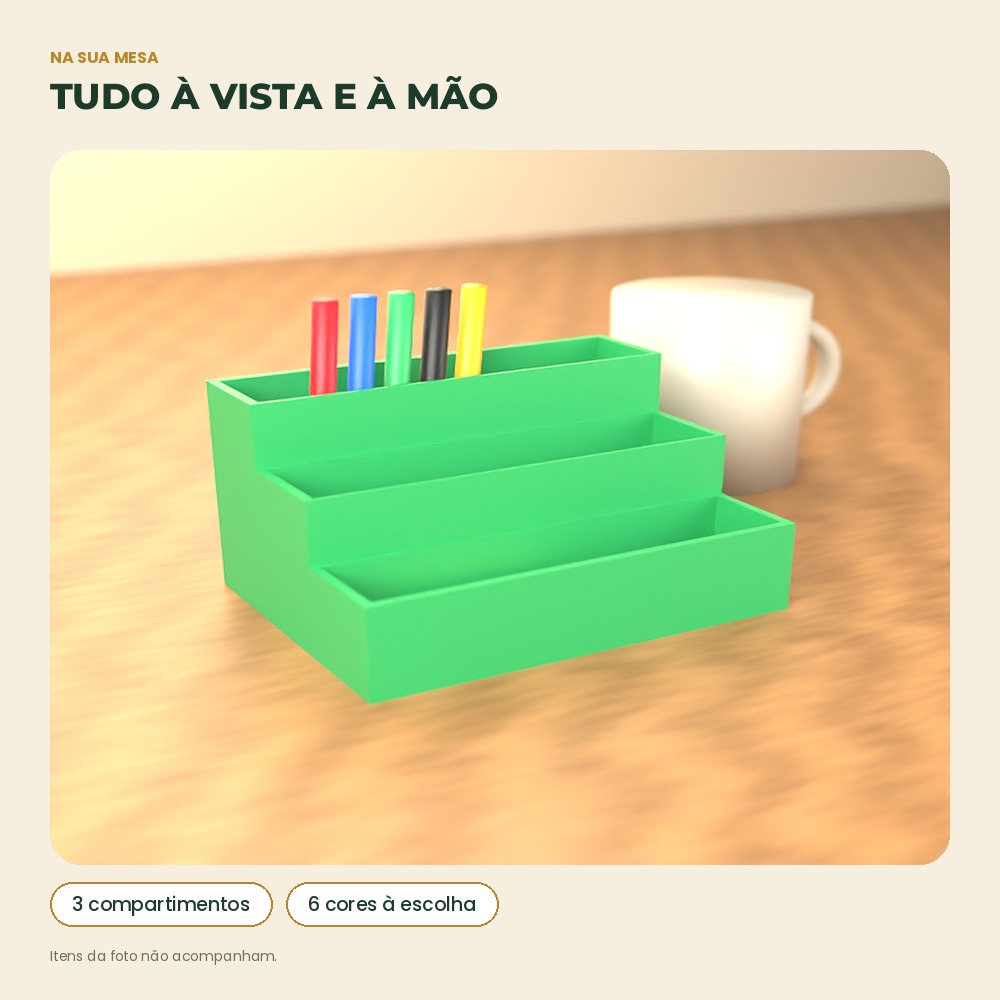 NA SUA MESA
TUDO À VISTA E À MÃO
3 compartimentos
6 cores à escolha
Itens da foto não acompanham.